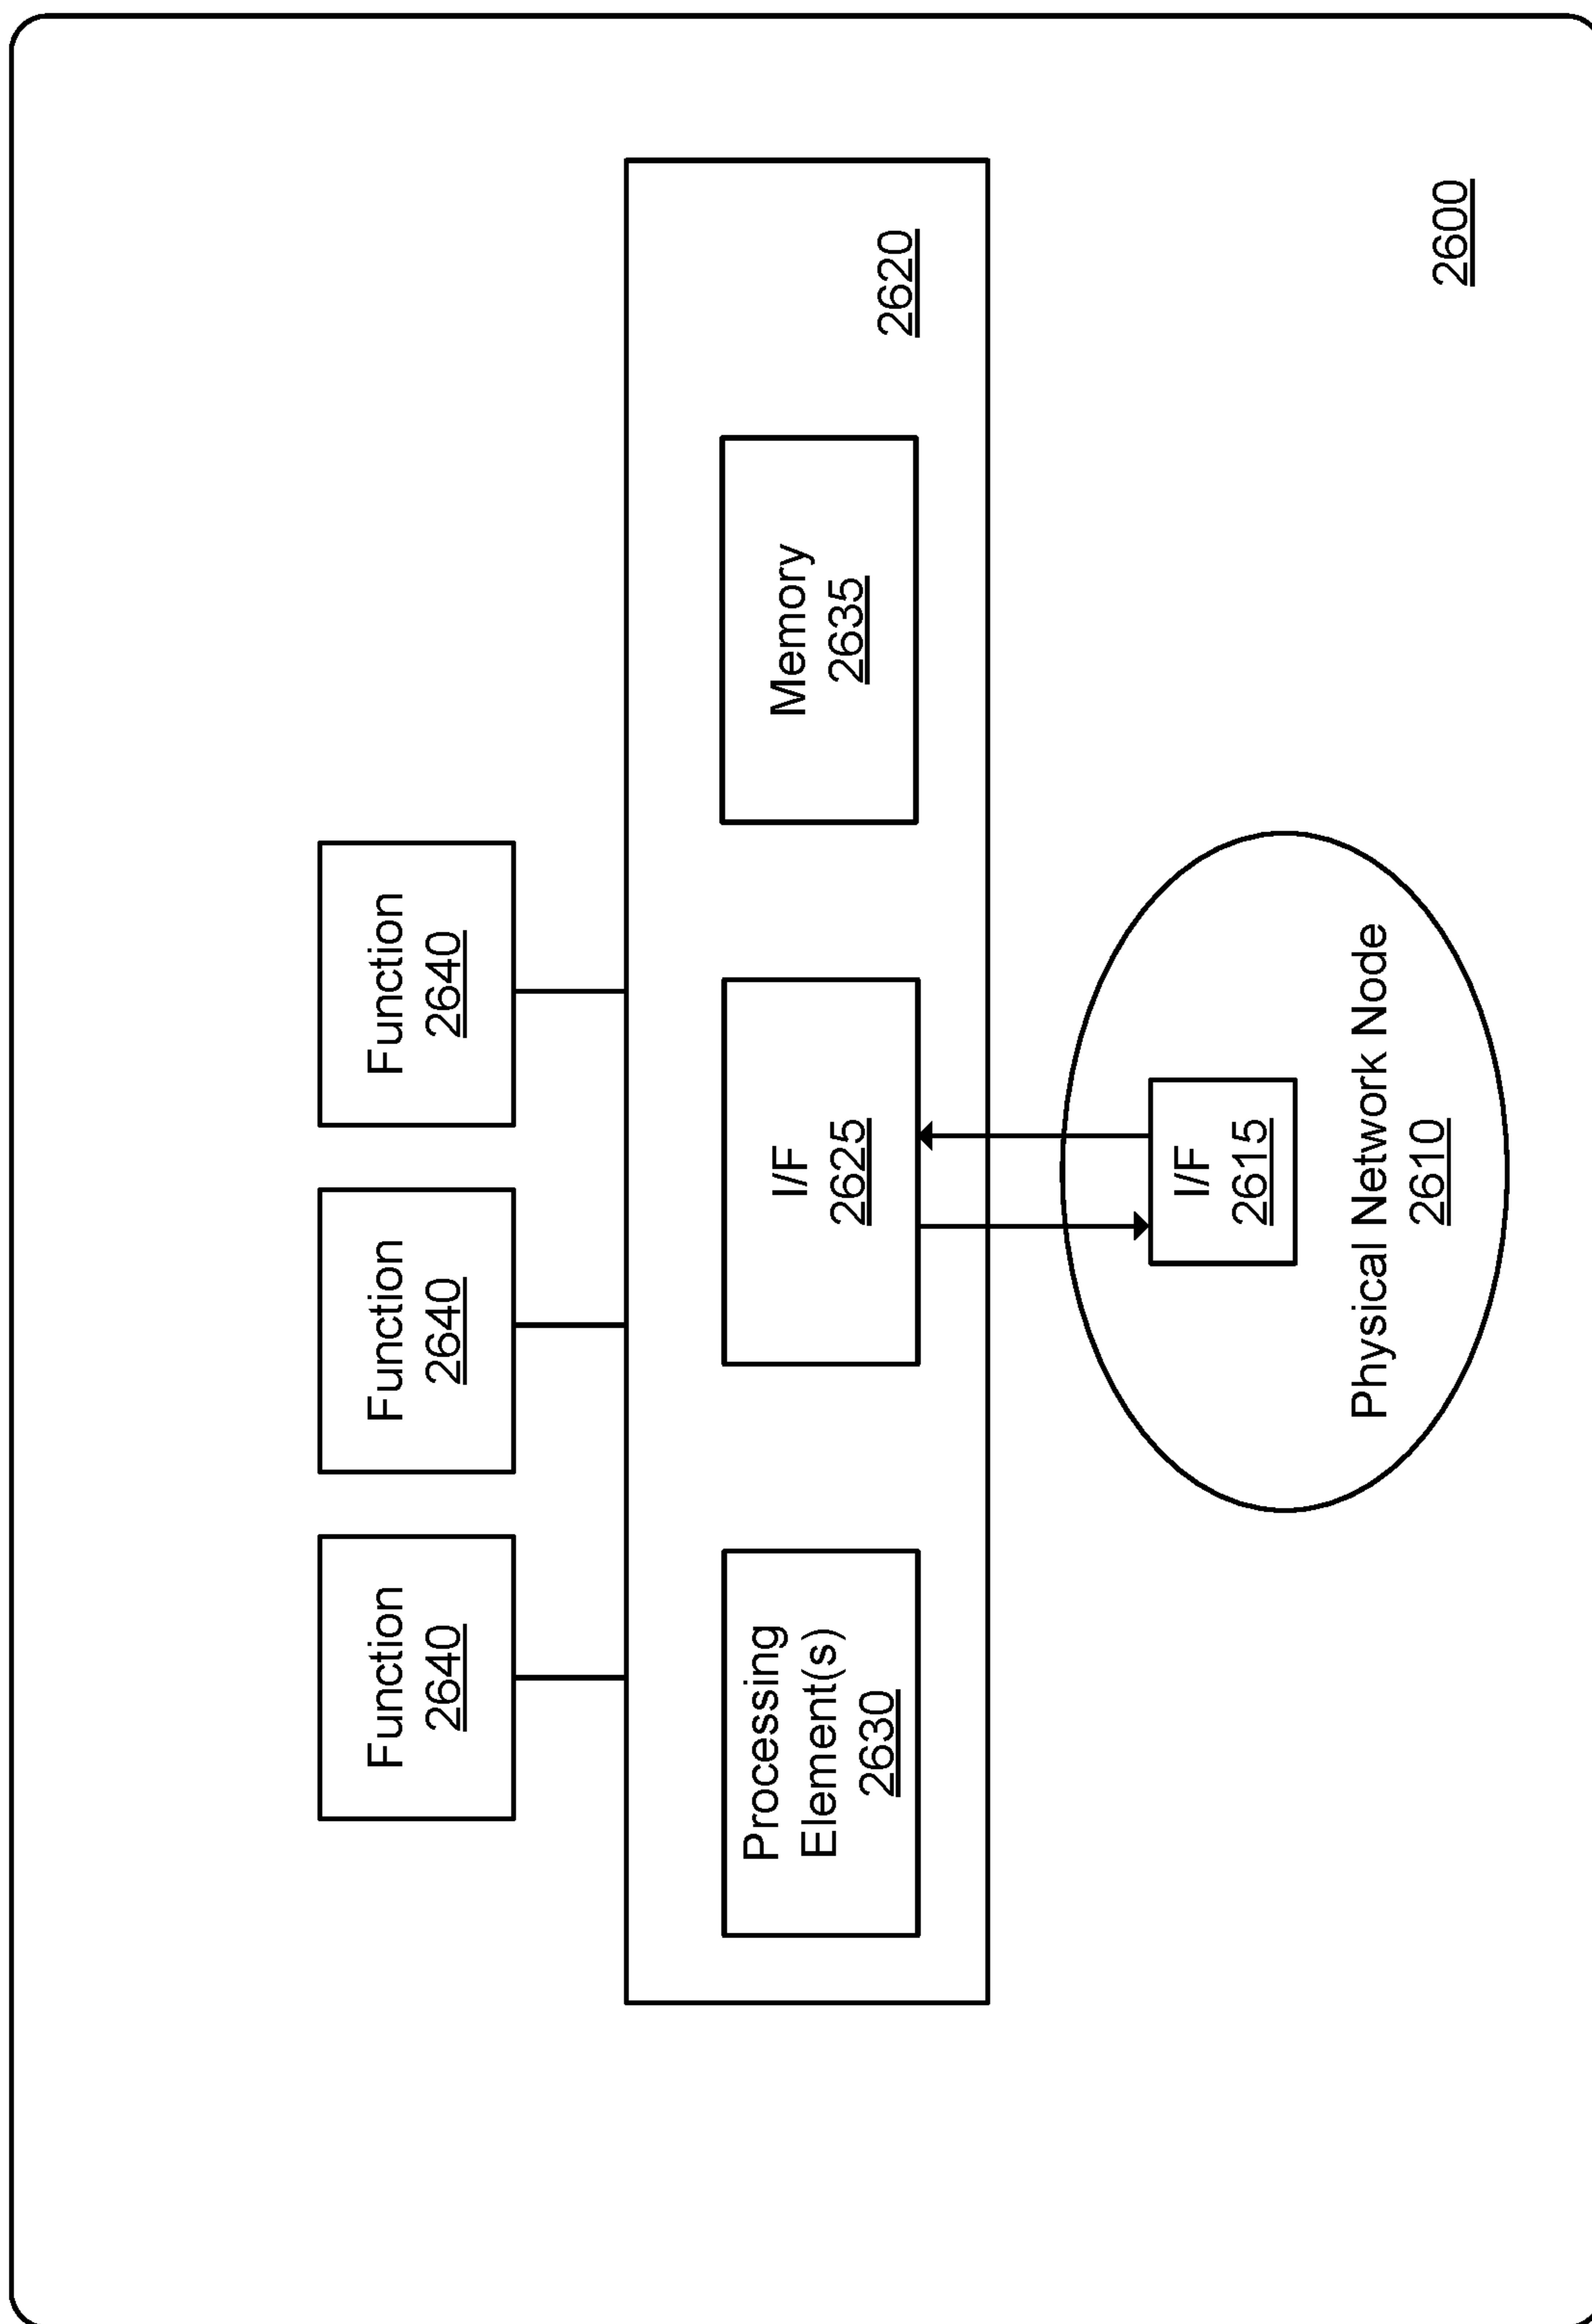 Function
2640
Function
2640
Function
2640
Processing
Element(s)
2630
I/F
2625
Memory
2635
2620
I/F
2615
Physical Network Node
2610
2600